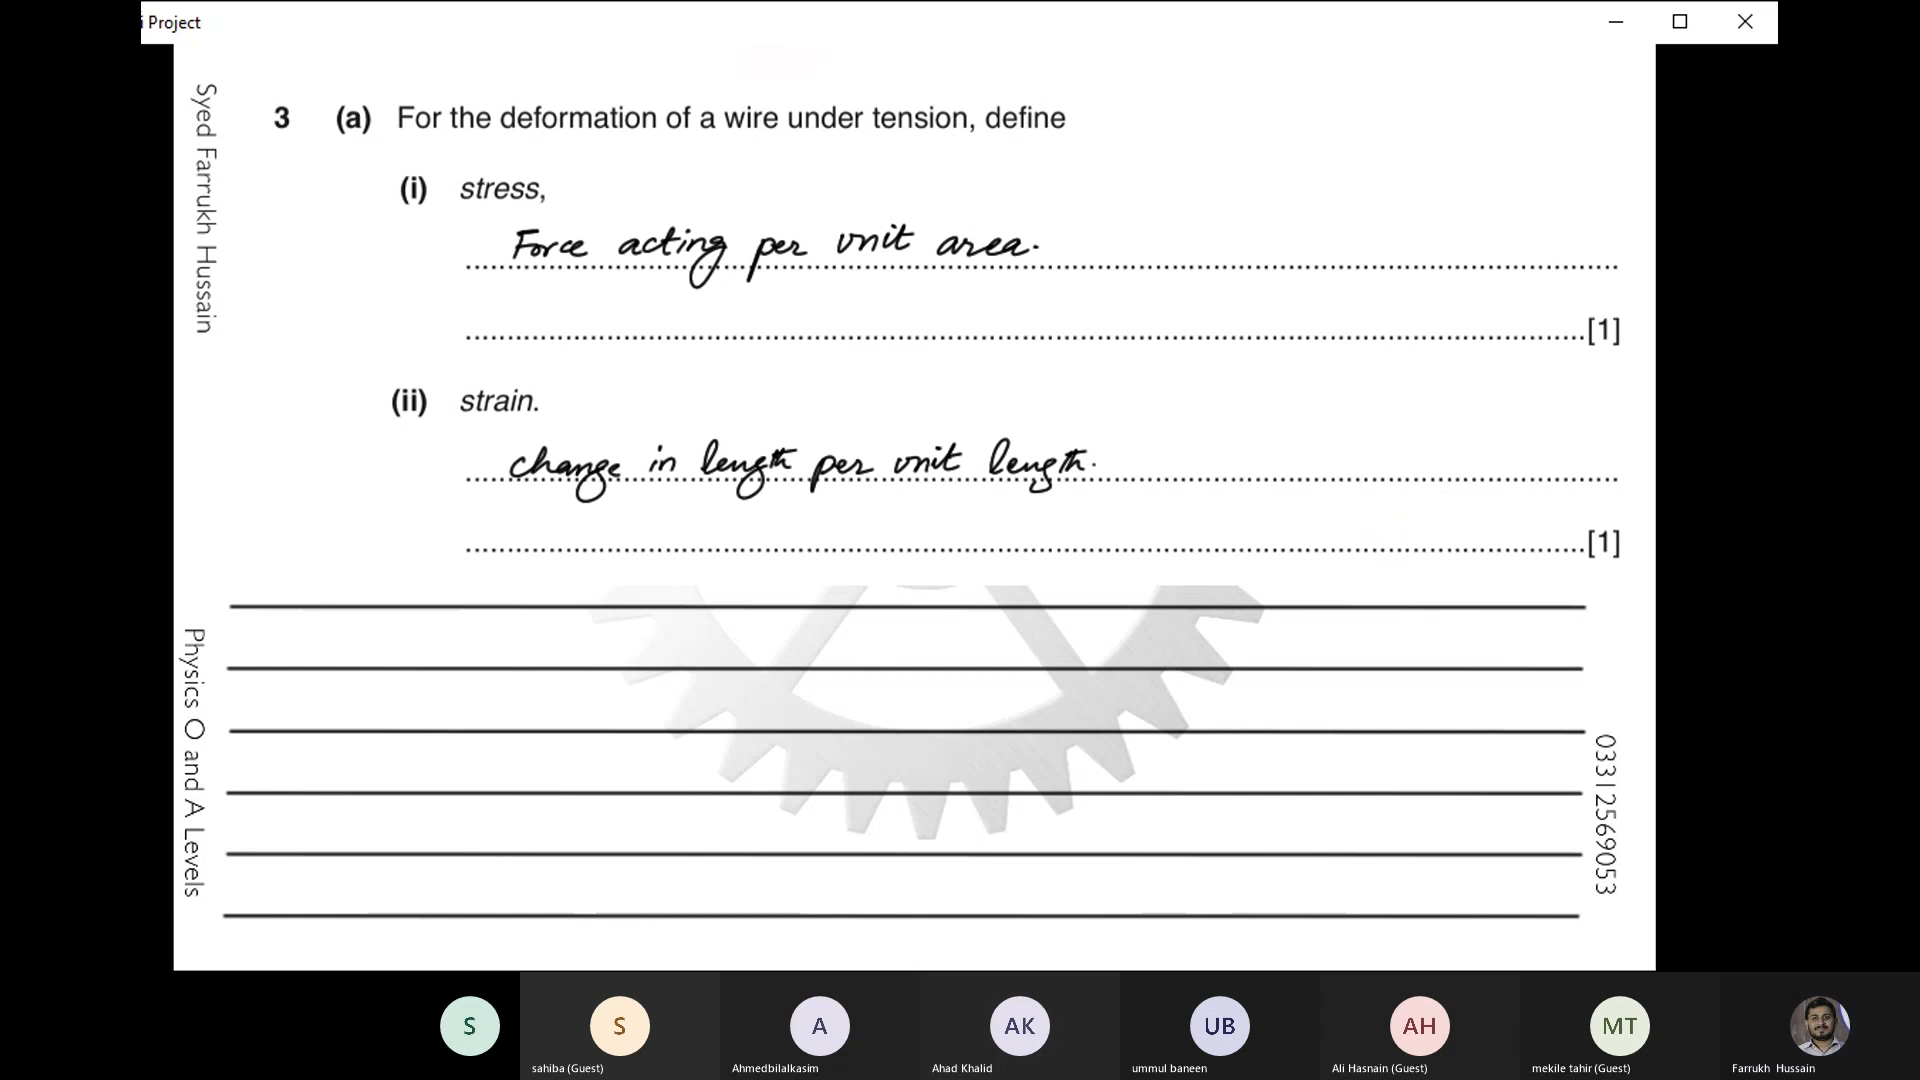 i Project
Syed Farrukh Hussain
3 (a) For the deformation of a wire under tension, define
(i) stress,
Force acting per unit area.
[1]
(ii) strain.
change in length per unit length.
[1]
Physics O and A Levels
03312569053
S
S
A
AK
UB
AH
MT
sahiba (Guest)
Ahmedbilalkasim
Ahad Khalid
ummul baneen
Ali Hasnain (Guest)
mekile tahir (Guest)
Farrukh Hussain